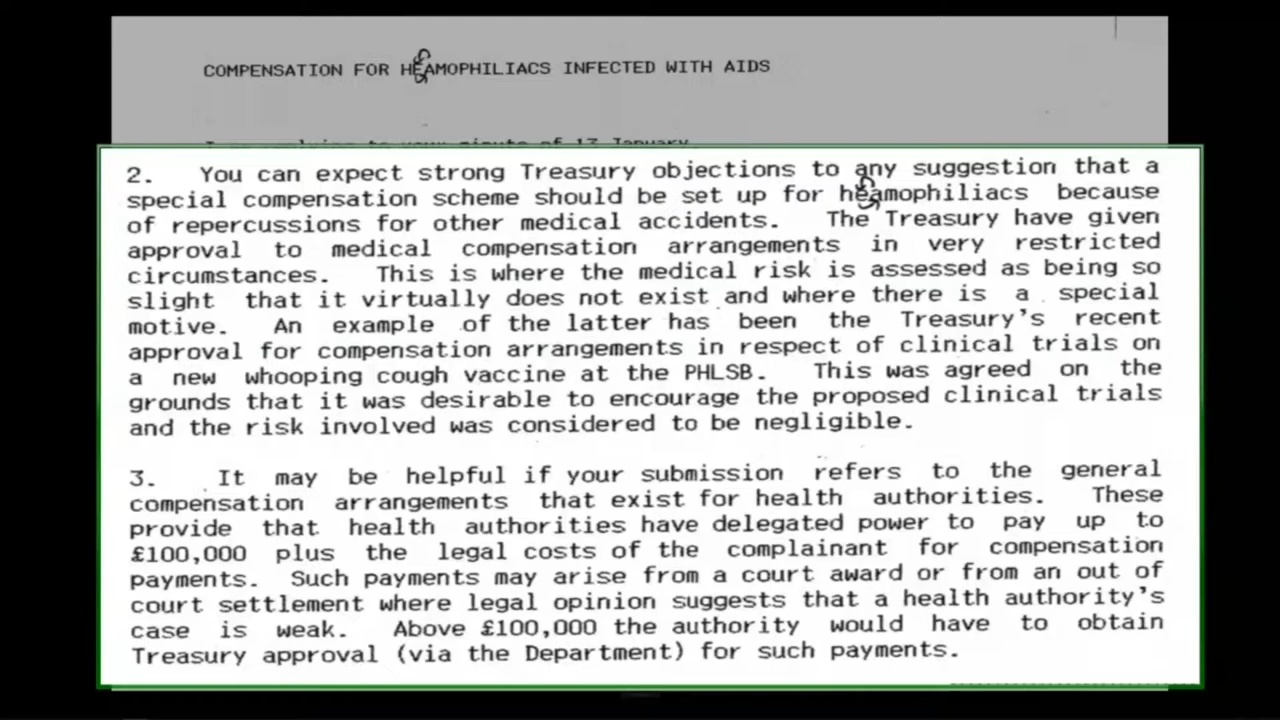 COMPENSATION FOR HEAMOPHILIACS INFECTED WITH AIDS
minute of 13 January
2. You can expect strong Treasury objections to any suggestion that a
special compensation scheme should be set up for heamophiliacs because
of repercussions for other medical accidents. The Treasury have given
approval to medical compensation arrangements in very restricted
circumstances. This is where the medical risk is assessed as being so
slight that it virtually does not exist and where there is a special
motive. An example of the latter has been the Treasury's recent
approval for compensation arrangements in respect of clinical trials on
a new whooping cough vaccine at the PHLSB. This was agreed on the
grounds that it was desirable to encourage the proposed clinical trials
and the risk involved was considered to be negligible.
3. It may be helpful if your submission refers to the general
compensation arrangements that exist for health authorities. These
provide that health authorities have delegated power to pay up to
£100,000 plus the legal costs of the complainant for compensation
payments. Such payments may arise from a court award or from an out of
court settlement where legal opinion suggests that a health authority's
case is weak. Above £100,000 the authority would have to obtain
Treasury approval (via the Department) for such payments.